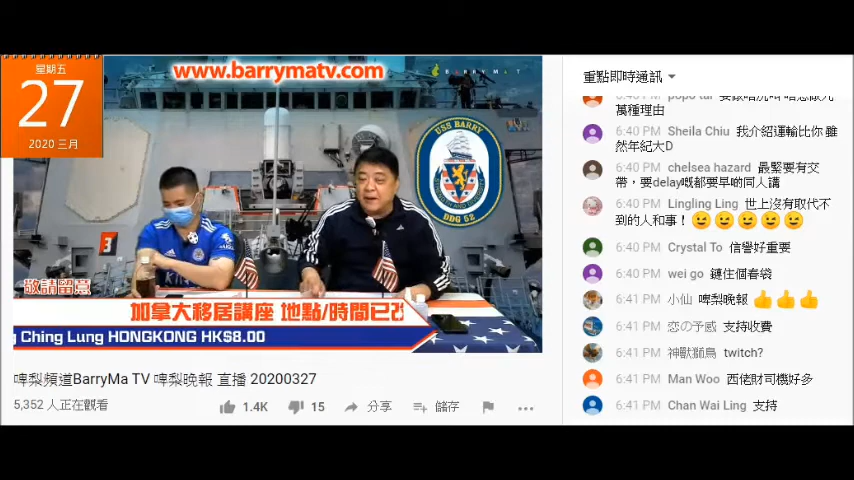 星期五
27
2020 三月
www.barrymatv.com
BARRYMAT
USS BARRY
DDG 52
3
敬請留意
加拿大移居講座 地點/時間已改
Ching Lung HONGKONG HK$8.00
啤梨頻道BarryMa TV 啤梨晚報 直播 20200327
5,352 人正在觀看
1.4K
15
分享
儲存
重點即時通訊
萬種理由
6:40 PM Sheila Chiu 我介紹運輸比你 雖
然年紀大D
6:40 PM chelsea hazard 最緊要有交
帶，要delay嘅都要早啲同人講
6:40 PM Lingling Ling 世上沒有取代不
到的人和事！😉😉😉😉😉
6:40 PM Crystal To 信譽好重要
6:40 PM wei go 鏈住個春袋
6:41 PM 小仙 啤梨晚報👍👍👍
6:41 PM 恋の予感 支持收費
6:41 PM 神獸獅鳥 twitch?
6:41 PM Man Woo 西佬財司機好多
6:41 PM Chan Wai Ling 支持